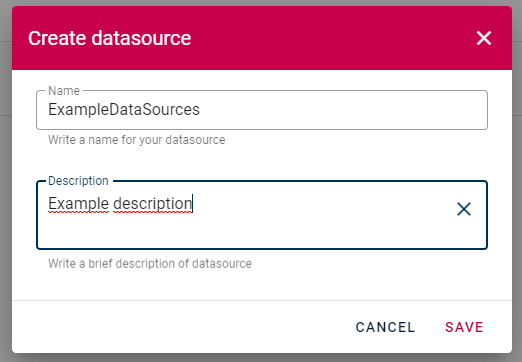 Create datasource
Name
ExampleDataSources
Write a name for your datasource
Description
Example description
Write a brief description of datasource
CANCEL SAVE